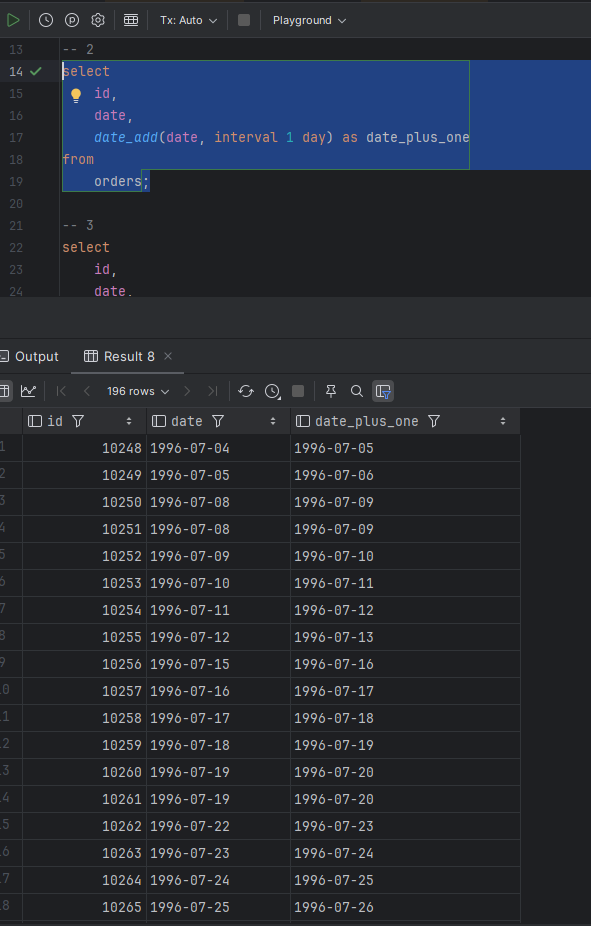 Tx: Auto Playground
13 -- 2
14 select
15 id,
16 date,
17 date_add(date, interval 1 day) as date_plus_one
18 from
19 orders;
20
21 -- 3
22 select
23 id,
24 date,
Output Result 8
196 rows
id date date_plus_one
1 10248 1996-07-04 1996-07-05
2 10249 1996-07-05 1996-07-06
3 10250 1996-07-08 1996-07-09
4 10251 1996-07-08 1996-07-09
5 10252 1996-07-09 1996-07-10
6 10253 1996-07-10 1996-07-11
7 10254 1996-07-11 1996-07-12
8 10255 1996-07-12 1996-07-13
9 10256 1996-07-15 1996-07-16
0 10257 1996-07-16 1996-07-17
1 10258 1996-07-17 1996-07-18
2 10259 1996-07-18 1996-07-19
3 10260 1996-07-19 1996-07-20
4 10261 1996-07-19 1996-07-20
5 10262 1996-07-22 1996-07-23
6 10263 1996-07-23 1996-07-24
7 10264 1996-07-24 1996-07-25
8 10265 1996-07-25 1996-07-26